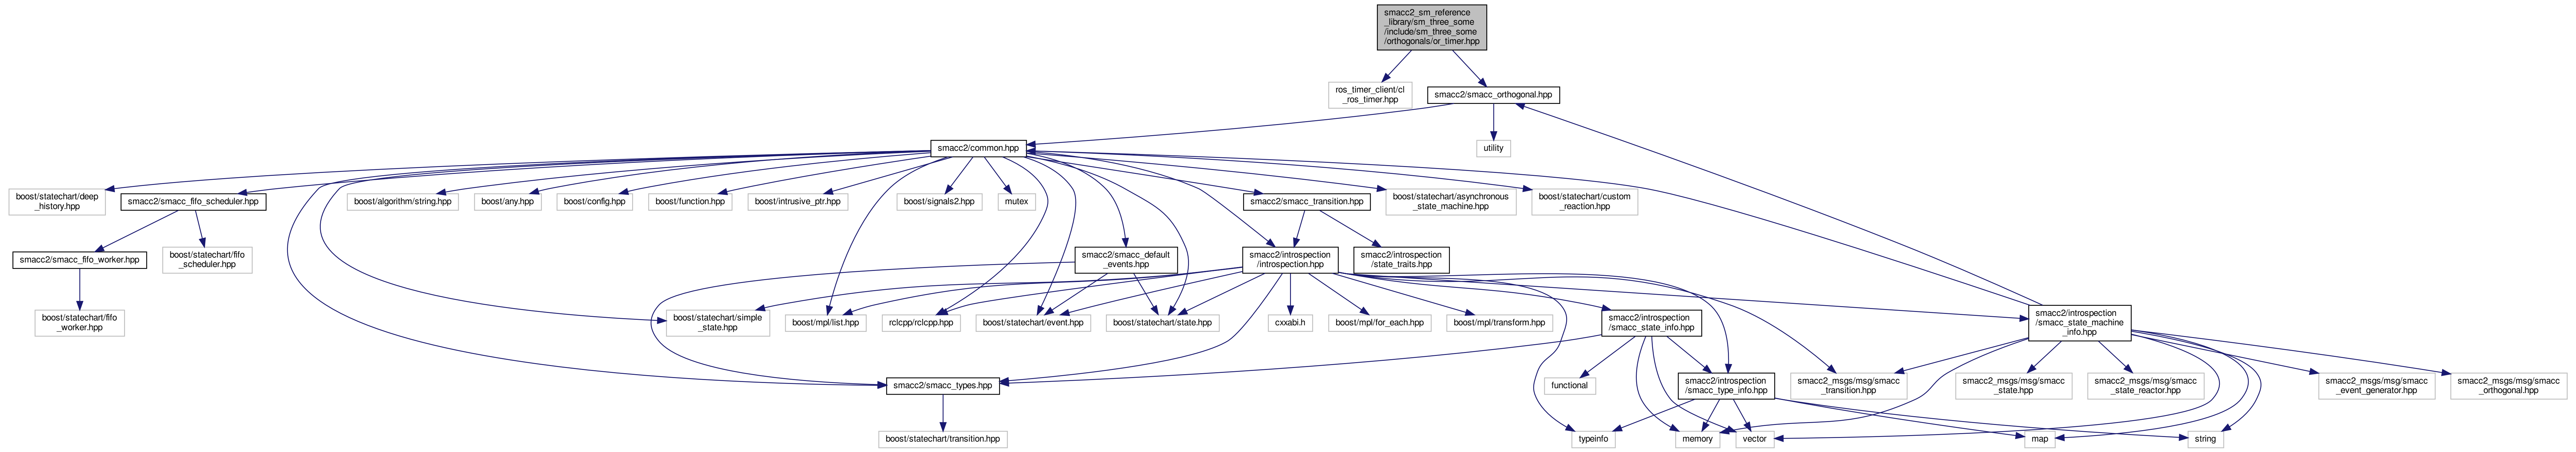 smacc2_sm_reference
_library/sm_three_some
/include/sm_three_some
/orthogonals/or_timer.hpp
ros_timer_client/cl
_ros_timer.hpp
smacc2/smacc_orthogonal.hpp
smacc2/common.hpp
utility
boost/statechart/deep
_history.hpp
smacc2/smacc_fifo_scheduler.hpp
boost/algorithm/string.hpp
boost/any.hpp
boost/config.hpp
boost/function.hpp
boost/intrusive_ptr.hpp
boost/signals2.hpp
mutex
smacc2/smacc_transition.hpp
boost/statechart/asynchronous
_state_machine.hpp
boost/statechart/custom
_reaction.hpp
smacc2/smacc_fifo_worker.hpp
boost/statechart/fifo
_scheduler.hpp
smacc2/smacc_default
_events.hpp
smacc2/introspection
/introspection.hpp
smacc2/introspection
/state_traits.hpp
boost/statechart/fifo
_worker.hpp
boost/statechart/simple
_state.hpp
boost/mpl/list.hpp
rclcpp/rclcpp.hpp
boost/statechart/event.hpp
boost/statechart/state.hpp
cxxabi.h
boost/mpl/for_each.hpp
boost/mpl/transform.hpp
smacc2/introspection
/smacc_state_info.hpp
smacc2/introspection
/smacc_state_machine
_info.hpp
smacc2/smacc_types.hpp
functional
smacc2/introspection
/smacc_type_info.hpp
smacc2_msgs/msg/smacc
_transition.hpp
smacc2_msgs/msg/smacc
_state.hpp
smacc2_msgs/msg/smacc
_state_reactor.hpp
smacc2_msgs/msg/smacc
_event_generator.hpp
smacc2_msgs/msg/smacc
_orthogonal.hpp
boost/statechart/transition.hpp
typeinfo
memory
vector
map
string